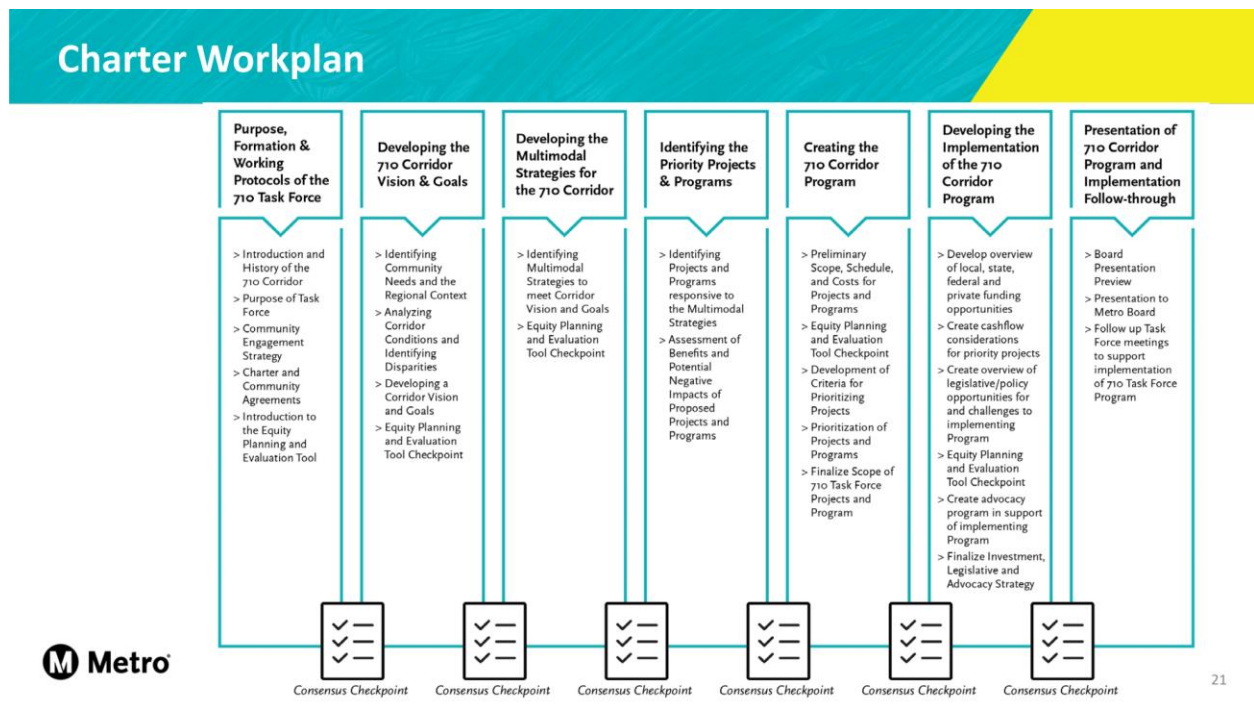 Charter Workplan
Purpose,
Formation &
Working
Protocols of the
710 Task Force
> Introduction and
History of the
710 Corridor
> Purpose of Task
Force
> Community
Engagement
Strategy
> Charter and
Community
Agreements
> Introduction to
the Equity
Planning and
Evaluation Tool
Developing the
710 Corridor
Vision & Goals
> Identifying
Community
Needs and the
Regional Context
> Analyzing
Corridor
Conditions and
Identifying
Disparities
> Developing a
Corridor Vision
and Goals
> Equity Planning
and Evaluation
Tool Checkpoint
Developing the
Multimodal
Strategies for
the 710 Corridor
> Identifying
Multimodal
Strategies to
meet Corridor
Vision and Goals
> Equity Planning
and Evaluation
Tool Checkpoint
Identifying the
Priority Projects
& Programs
> Identifying
Projects and
Programs
responsive to
the Multimodal
Strategies
> Assessment of
Benefits and
Potential
Negative
Impacts of
Proposed
Projects and
Programs
Creating the
710 Corridor
Program
> Preliminary
Scope, Schedule,
and Costs for
Projects and
Programs
> Equity Planning
and Evaluation
Tool Checkpoint
> Development of
Criteria for
Prioritizing
Projects
> Prioritization of
Projects and
Programs
> Finalize Scope of
710 Task Force
Projects and
Program
Developing the
Implementation
of the 710
Corridor
Program
> Develop overview
of local, state,
federal and
private funding
opportunities
> Create cashflow
considerations
for priority projects
> Create overview of
legislative/policy
opportunities for
and challenges to
implementing
Program
> Equity Planning
and Evaluation
Tool Checkpoint
> Create advocacy
program in support
of implementing
Program
> Finalize Investment,
Legislative and
Advocacy Strategy
Presentation of
710 Corridor
Program and
Implementation
Follow-through
> Board
Presentation
Preview
> Presentation to
Metro Board
> Follow up Task
Force meetings
to support
implementation
of 710 Task Force
Program
Consensus Checkpoint
Consensus Checkpoint
Consensus Checkpoint
Consensus Checkpoint
Consensus Checkpoint
Consensus Checkpoint
M Metro
21